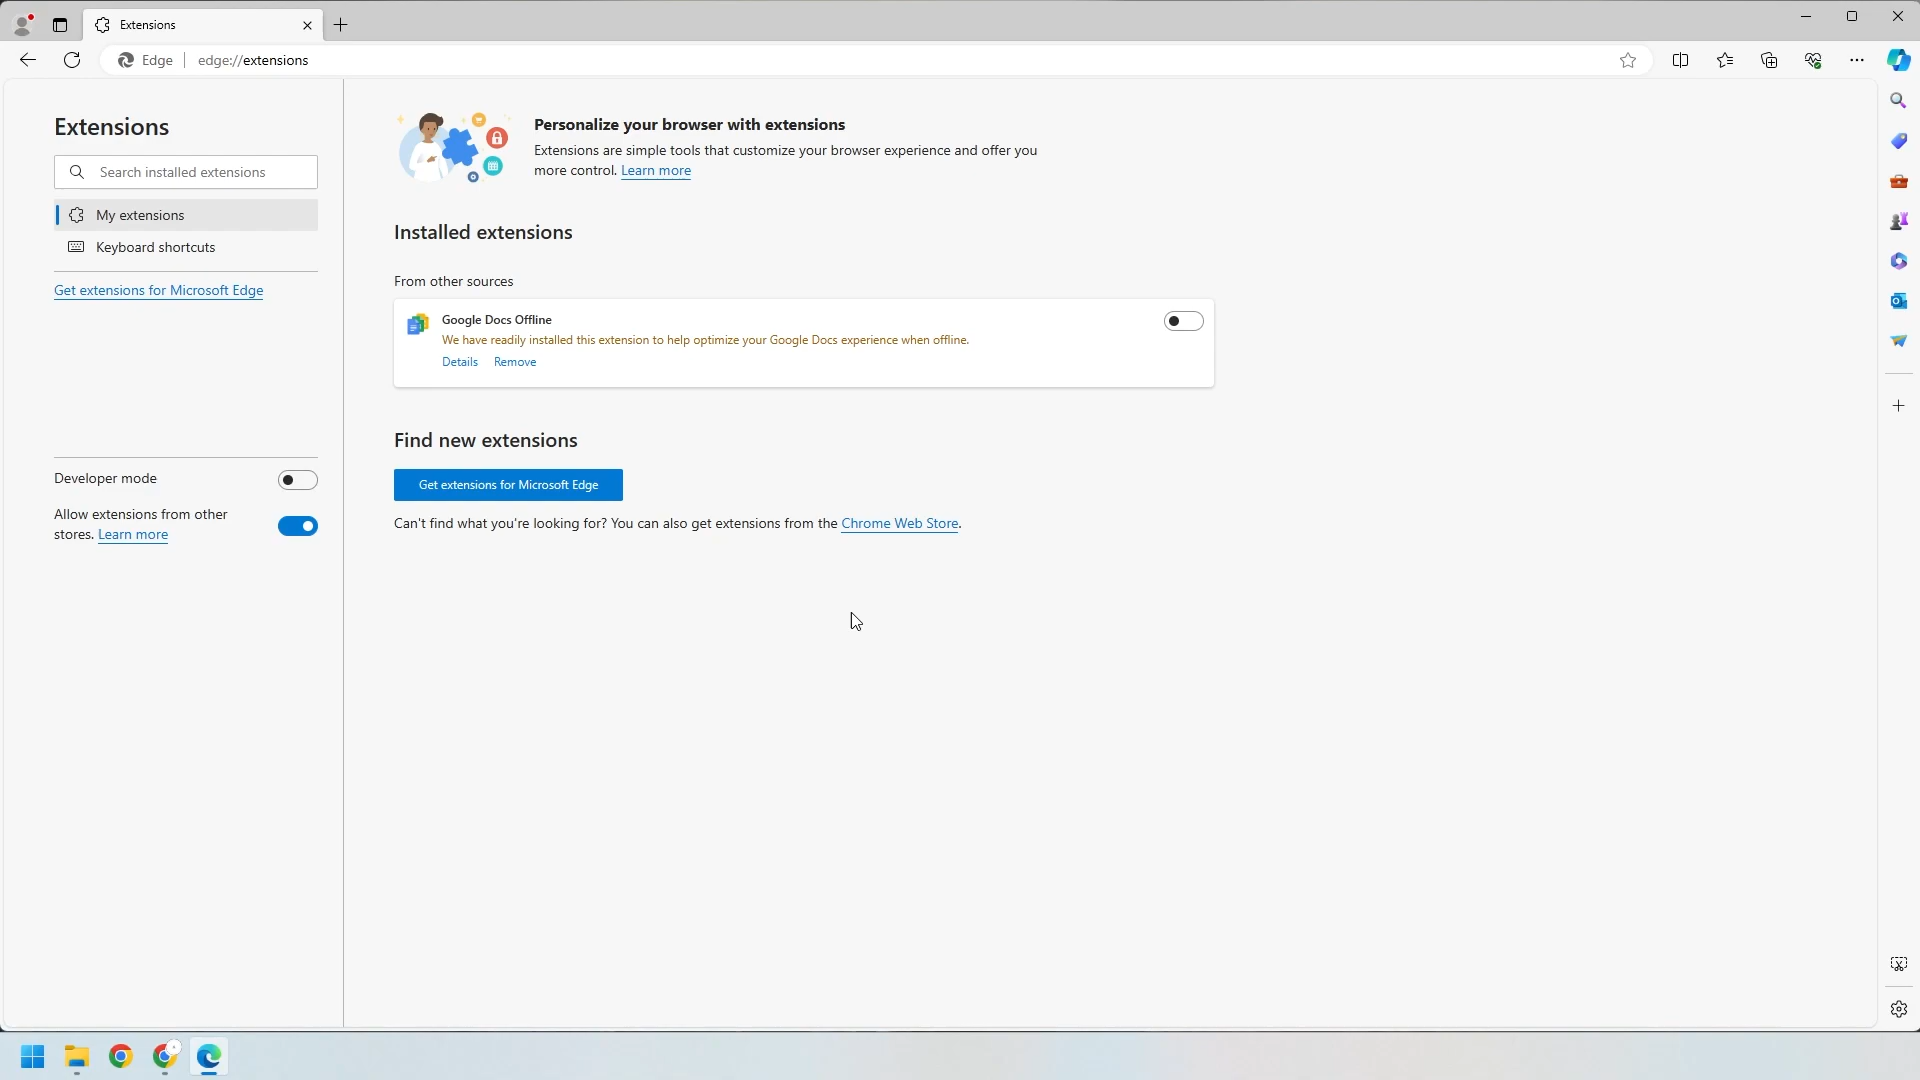 Extensions
Edge
edge://extensions
Extensions
Search installed extensions
My extensions
Keyboard shortcuts
Get extensions for Microsoft Edge
Developer mode
Allow extensions from other
stores. Learn more
Personalize your browser with extensions
Extensions are simple tools that customize your browser experience and offer you
more control. Learn more
Installed extensions
From other sources
Google Docs Offline
We have readily installed this extension to help optimize your Google Docs experience when offline.
Details Remove
Find new extensions
Get extensions for Microsoft Edge
Can't find what you're looking for? You can also get extensions from the Chrome Web Store.